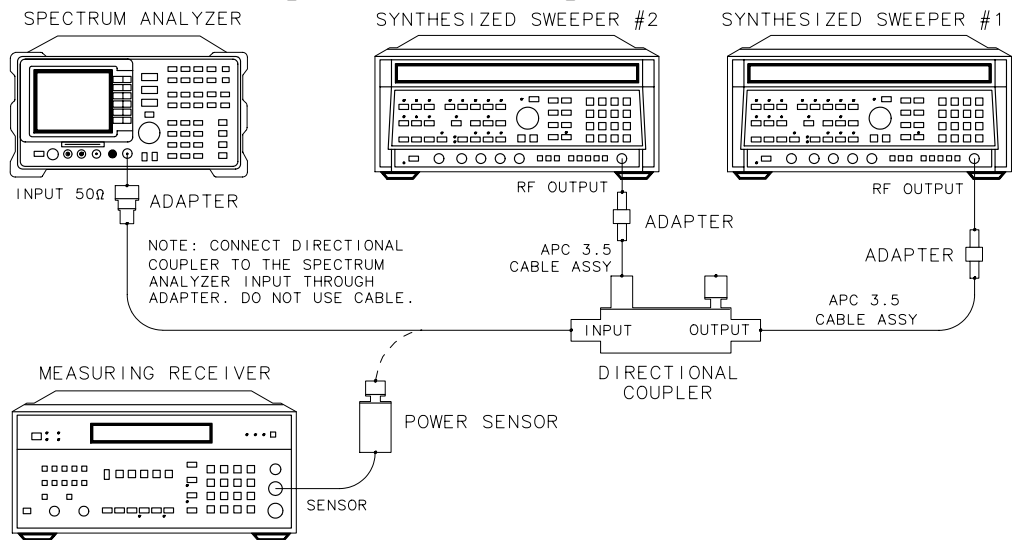 SPECTRUM ANALYZER
SYNTHESIZED SWEEPER #2
SYNTHESIZED SWEEPER #1
INPUT 50Ω
ADAPTER
RF OUTPUT
RF OUTPUT
ADAPTER
NOTE: CONNECT DIRECTIONAL
COUPLER TO THE SPECTRUM
ANALYZER INPUT THROUGH
ADAPTER. DO NOT USE CABLE.
APC 3.5
CABLE ASSY
ADAPTER
APC 3.5
CABLE ASSY
INPUT
OUTPUT
DIRECTIONAL
COUPLER
MEASURING RECEIVER
POWER SENSOR
SENSOR